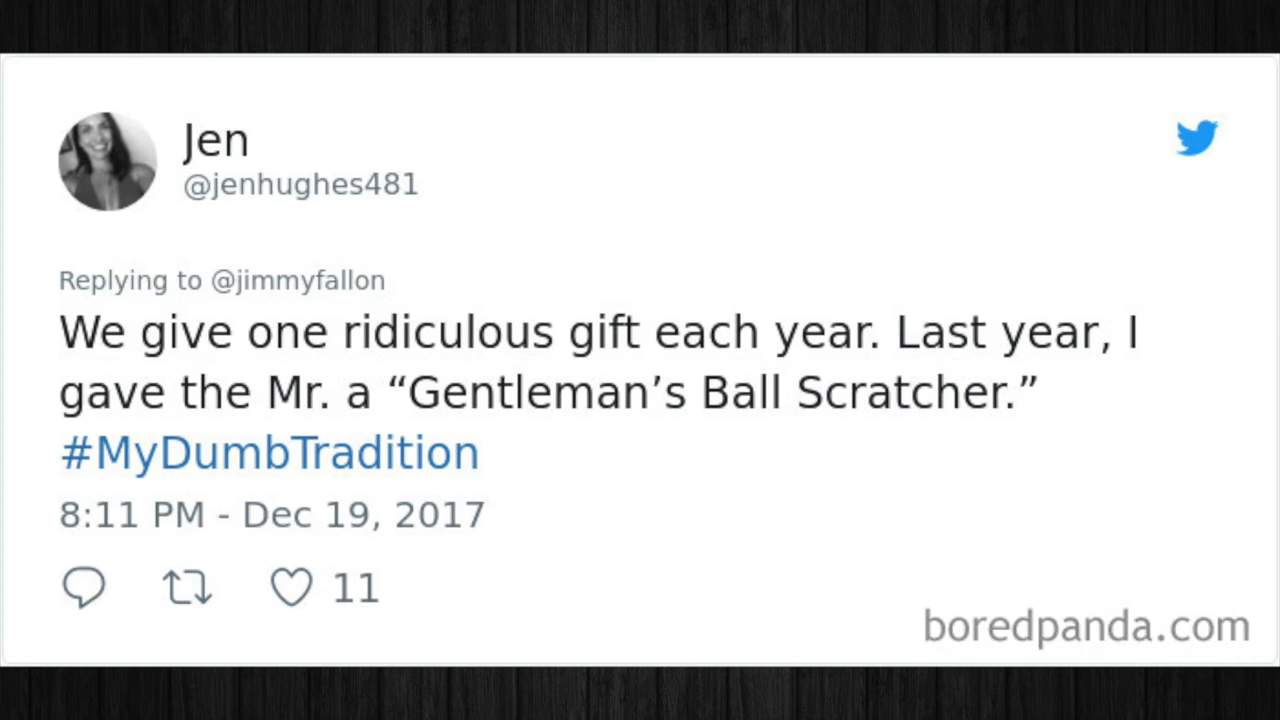 Jen
@jenhughes481
Replying to @jimmyfallon
We give one ridiculous gift each year. Last year, I
gave the Mr. a “Gentleman’s Ball Scratcher.”
#MyDumbTradition
8:11 PM - Dec 19, 2017
11
boredpanda.com